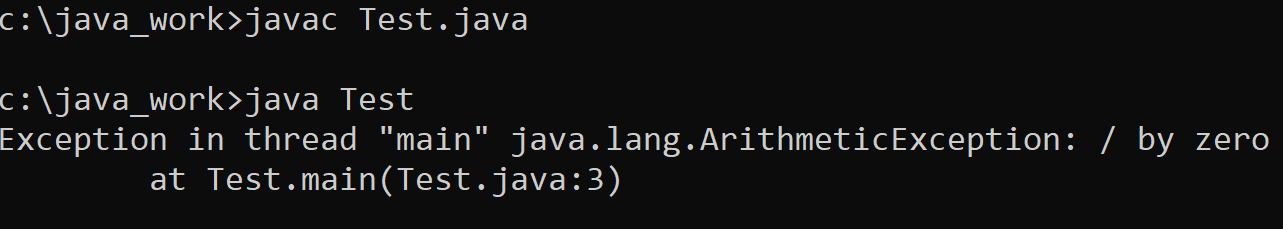 c:\java_work>javac Test.java
c:\java_work>java Test
Exception in thread "main" java.lang.ArithmeticException: / by zero
        at Test.main(Test.java:3)